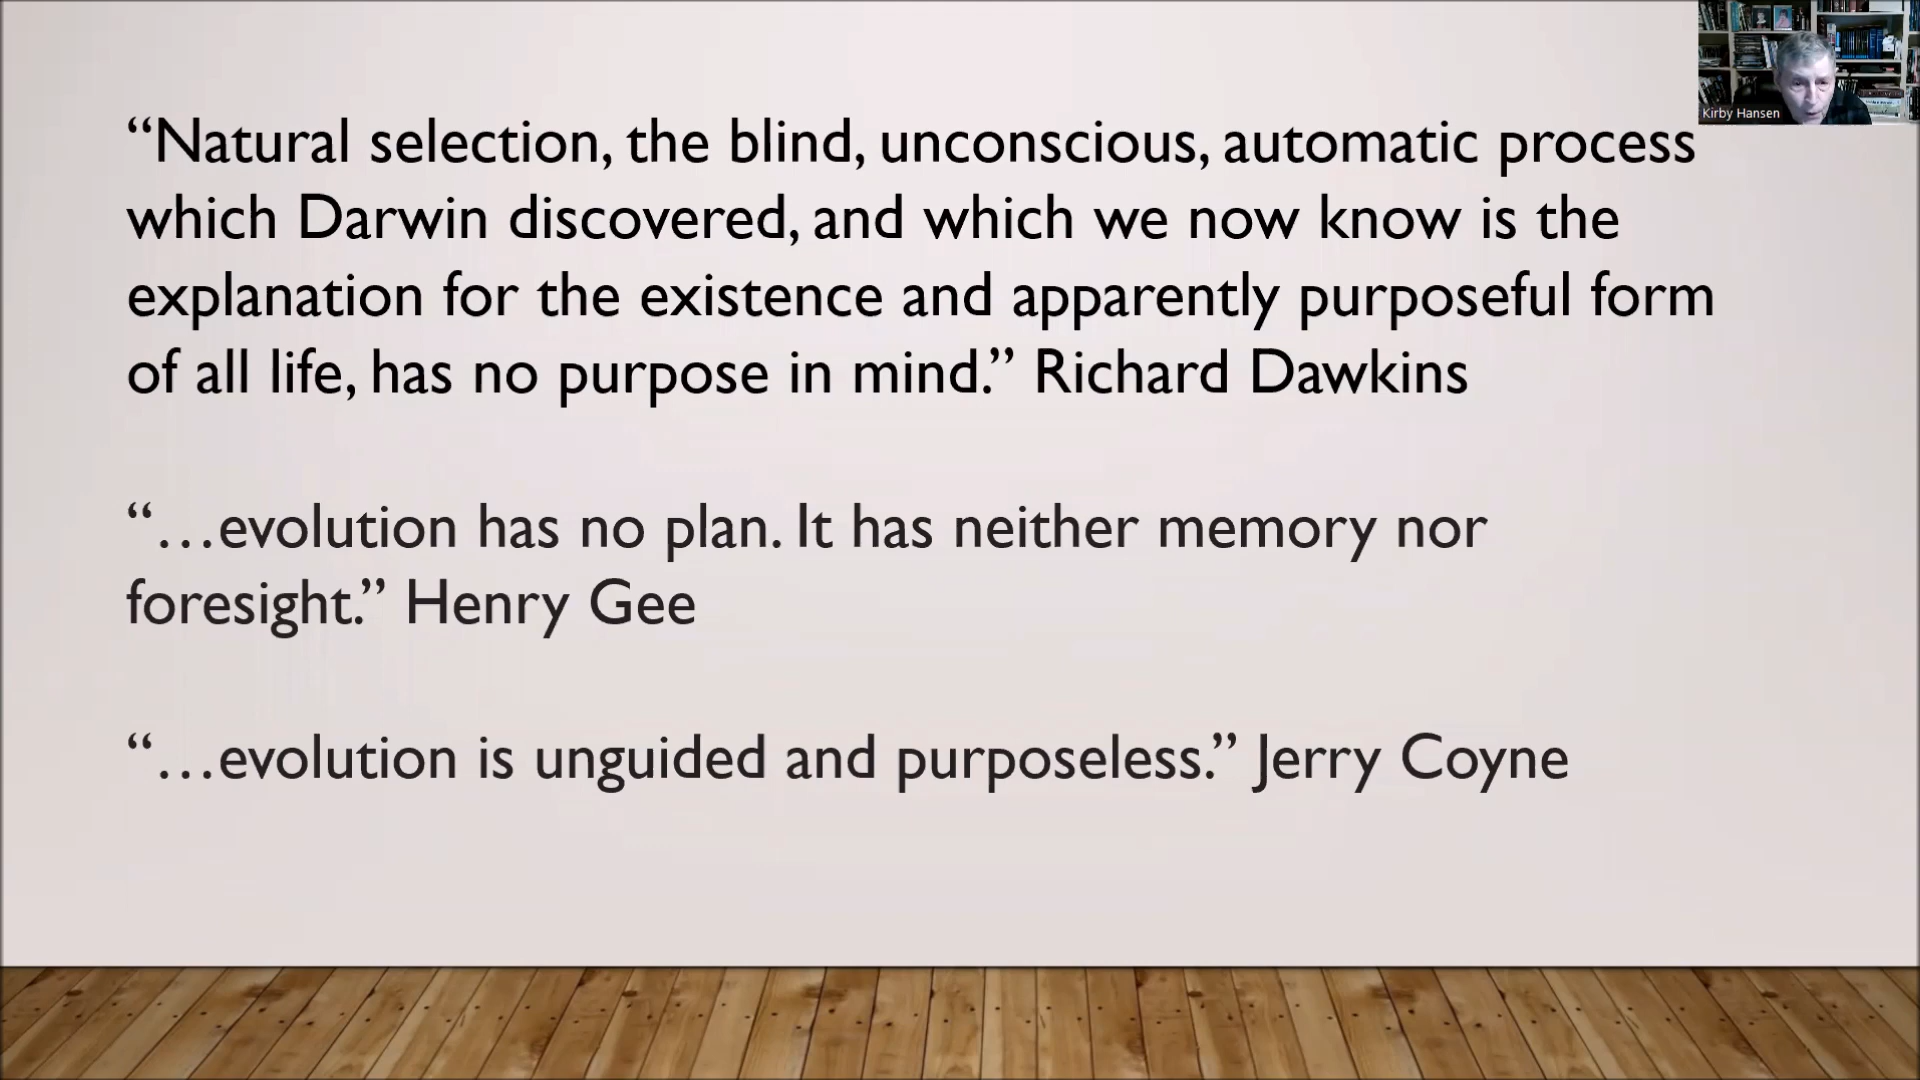 Kirby Hansen
“Natural selection, the blind, unconscious, automatic process
which Darwin discovered, and which we now know is the
explanation for the existence and apparently purposeful form
of all life, has no purpose in mind.” Richard Dawkins
“…evolution has no plan. It has neither memory nor
foresight.” Henry Gee
“…evolution is unguided and purposeless.” Jerry Coyne